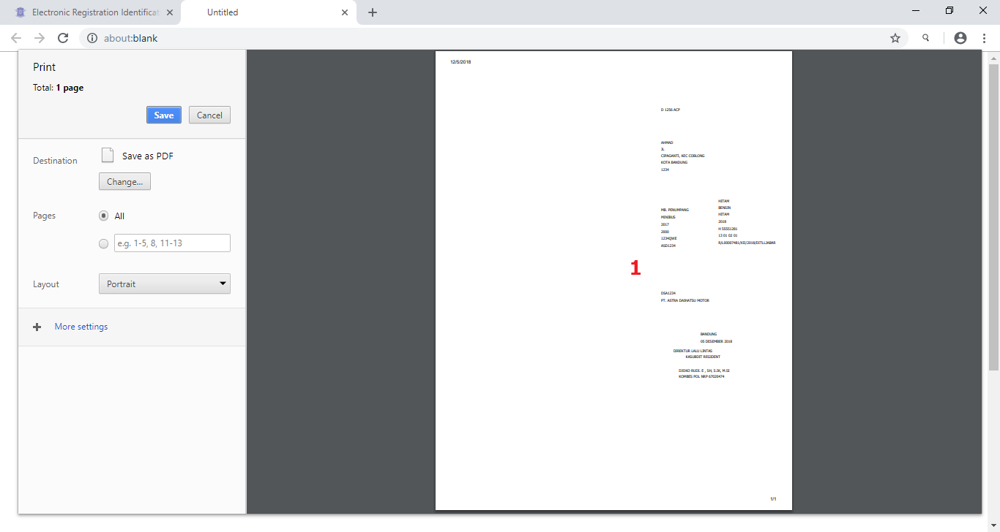 Electronic Registration Identificat
Untitled
about:blank
Print
Total: 1 page
Save
Cancel
Destination
Save as PDF
Change...
Pages
All
e.g. 1-5, 8, 11-13
Layout
Portrait
More settings
12/5/2018
D 1256 ACP
AHMAD
JL
CIPAGANTI, KEC COBLONG
KOTA BANDUNG
1234
MB. PENUMPANG
MINIBUS
2017
2000
1234QWE
ASD1234
HITAM
BENSIN
HITAM
2018
H 55551281
13 01 02 01
R/L00007481/XII/2018/DITLLJABAR
1
DSA1234
PT. ASTRA DAIHATSU MOTOR
BANDUNG
05 DESEMBER 2018
DIREKTUR LALU LINTAS
KASUBDIT REGIDENT
DJOKO RUDI. E , SH, S.IK, M.SI
KOMBES POL NRP 67020474
1/1